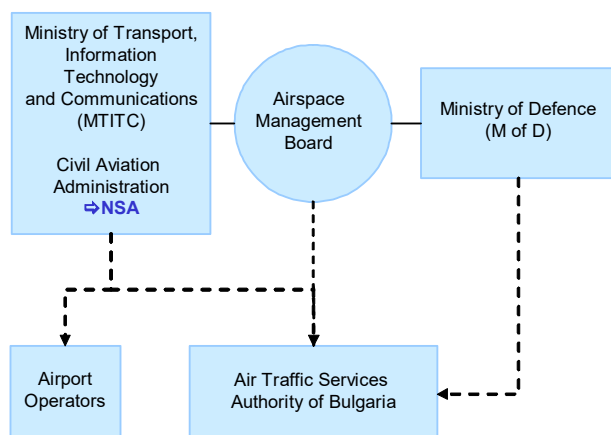 Ministry of Transport,
Information
Technology
and Communications
(MTITC)
Civil Aviation
Administration
⇨NSA
Airspace
Management
Board
Ministry of Defence
(M of D)
Airport
Operators
Air Traffic Services
Authority of Bulgaria